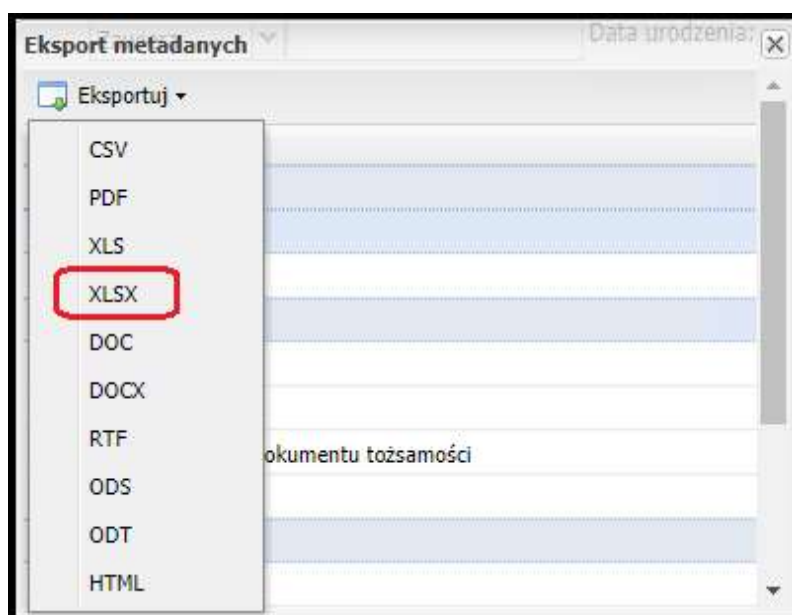 Data urodzenia:
Eksport metadanych
Eksportuj
CSV
PDF
XLS
XLSX
DOC
DOCX
RTF
okumentu tożsamości
ODS
ODT
HTML